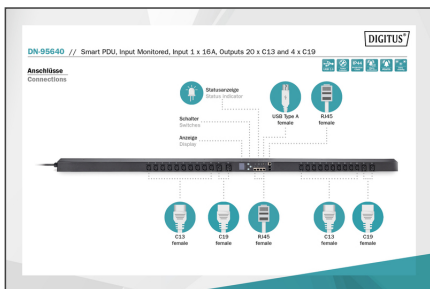 DIGITUS®
DN-95640 // Smart PDU, Input Monitored, Input 1 x 16A, Outputs 20 x C13 and 4 x C19
Anschlüsse
Connections
Statusanzeige
Status indicator
Schalter
Switches
Anzeige
Display
USB Type A
female
RJ45
female
C13
female
C19
female
RJ45
female
C13
female
C19
female